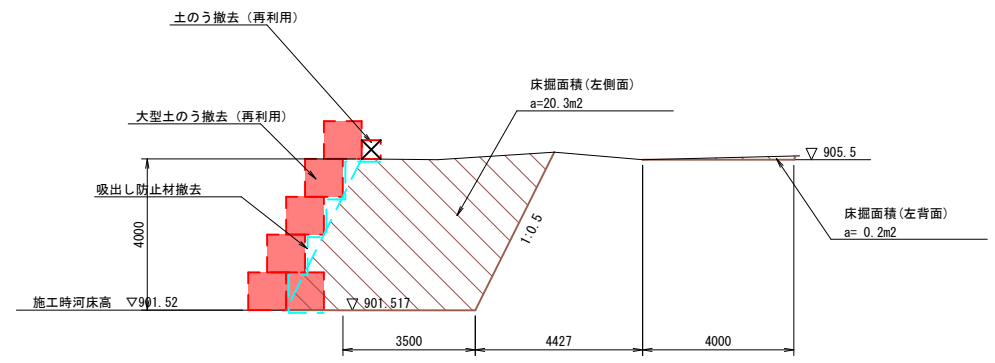 土のう撤去（再利用）
床掘面積(左側面)
a=20.3m2
大型土のう撤去（再利用）
▽ 905.5
吸出し防止材撤去
床掘面積(左背面)
a= 0.2m2
4000
1:0.5
施工時河床高 ▽901.52
▽ 901.517
3500
4427
4000